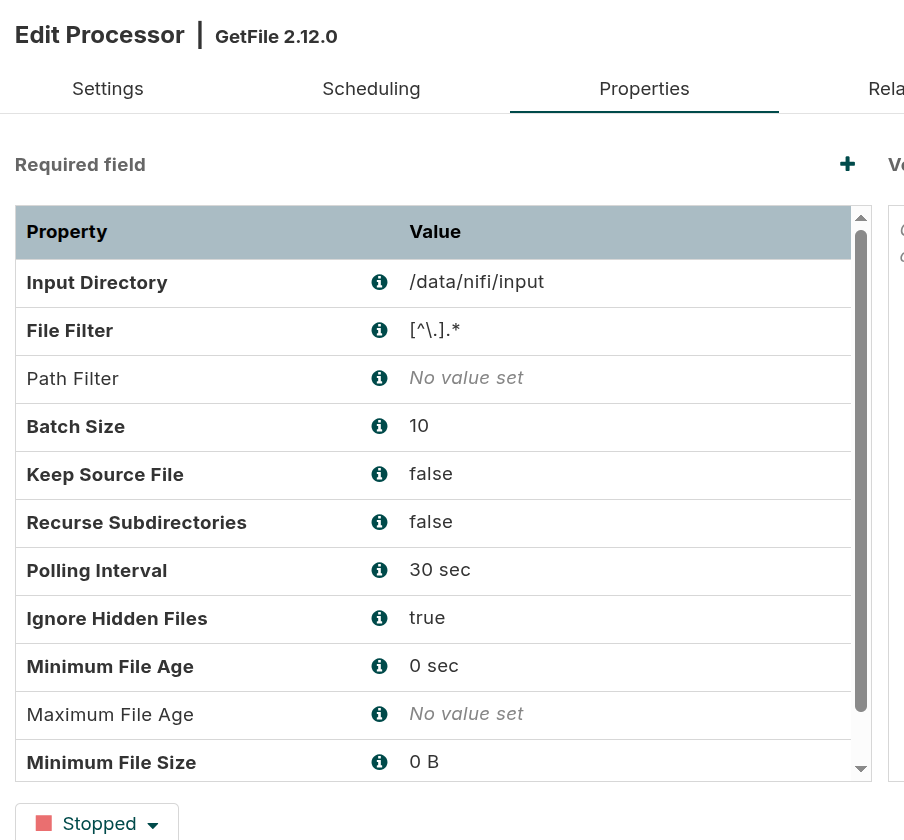 Edit Processor | GetFile 2.12.0
Settings Scheduling Properties Rela
Required field
Property Value
Input Directory /data/nifi/input
File Filter [^\.].*
Path Filter No value set
Batch Size 10
Keep Source File false
Recurse Subdirectories false
Polling Interval 30 sec
Ignore Hidden Files true
Minimum File Age 0 sec
Maximum File Age No value set
Minimum File Size 0 B
Stopped